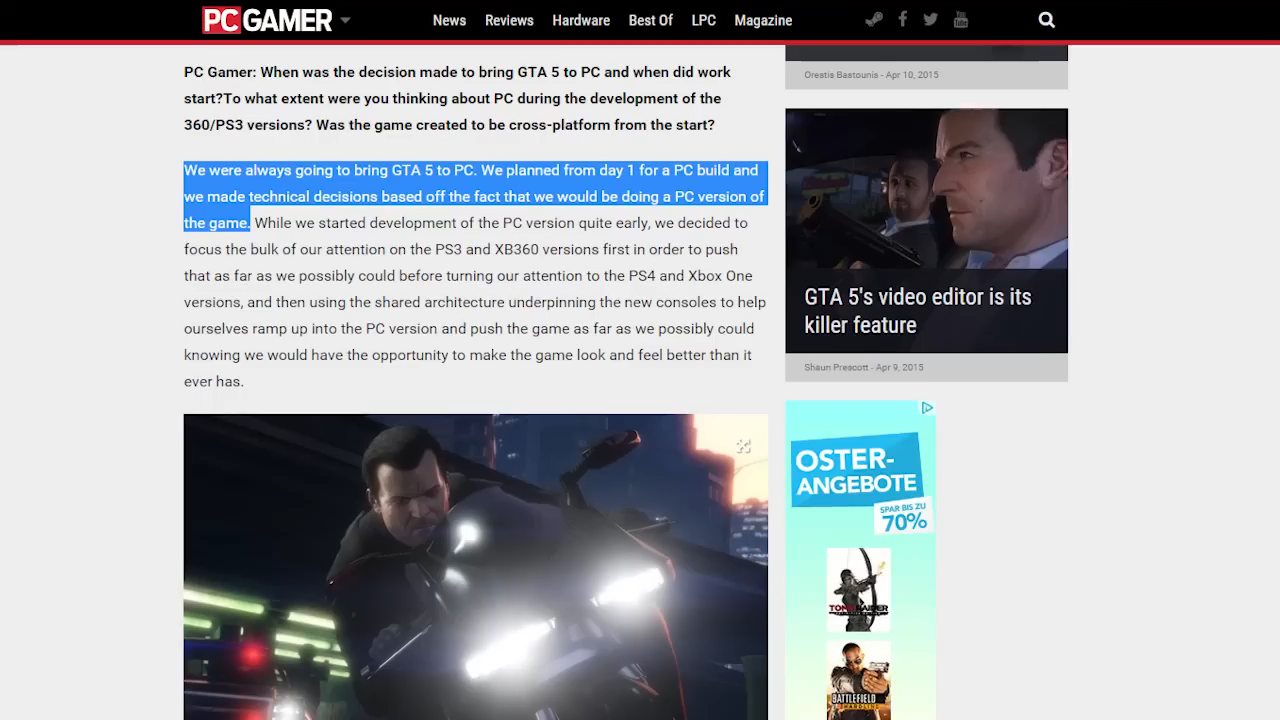 PC GAMER
News Reviews Hardware Best Of LPC Magazine
You Tube
PC Gamer: When was the decision made to bring GTA 5 to PC and when did work
start?To what extent were you thinking about PC during the development of the
360/PS3 versions? Was the game created to be cross-platform from the start?
We were always going to bring GTA 5 to PC. We planned from day 1 for a PC build and
we made technical decisions based off the fact that we would be doing a PC version of
the game. While we started development of the PC version quite early, we decided to
focus the bulk of our attention on the PS3 and XB360 versions first in order to push
that as far as we possibly could before turning our attention to the PS4 and Xbox One
versions, and then using the shared architecture underpinning the new consoles to help
ourselves ramp up into the PC version and push the game as far as we possibly could
knowing we would have the opportunity to make the game look and feel better than it
ever has.
Orestis Bastounis - Apr 10, 2015
GTA 5's video editor is its
killer feature
Shaun Prescott - Apr 9, 2015
OSTER-
ANGEBOTE
SPAR BIS ZU
70%
TOMB RAIDER
BATTLEFIELD
HARDLINE